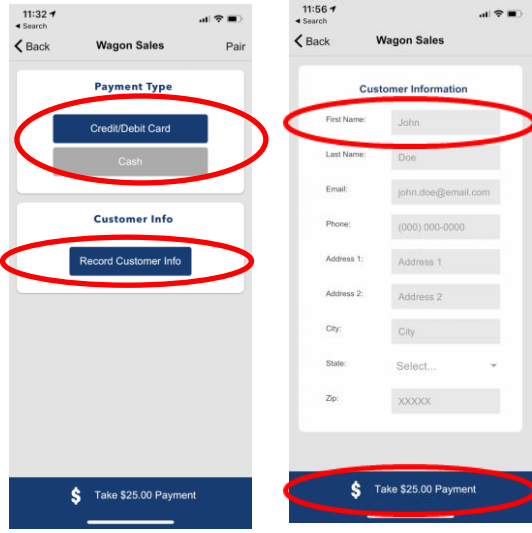 11:32
Search
Back Wagon Sales Pair
Payment Type
Credit/Debit Card
Cash
Customer Info
Record Customer Info
$ Take $25.00 Payment
11:56
Search
Back Wagon Sales
Customer Information
First Name: John
Last Name: Doe
Email: john.doe@email.com
Phone: (000) 000-0000
Address 1: Address 1
Address 2: Address 2
City: City
State: Select...
Zip: XXXXX
$ Take $25.00 Payment